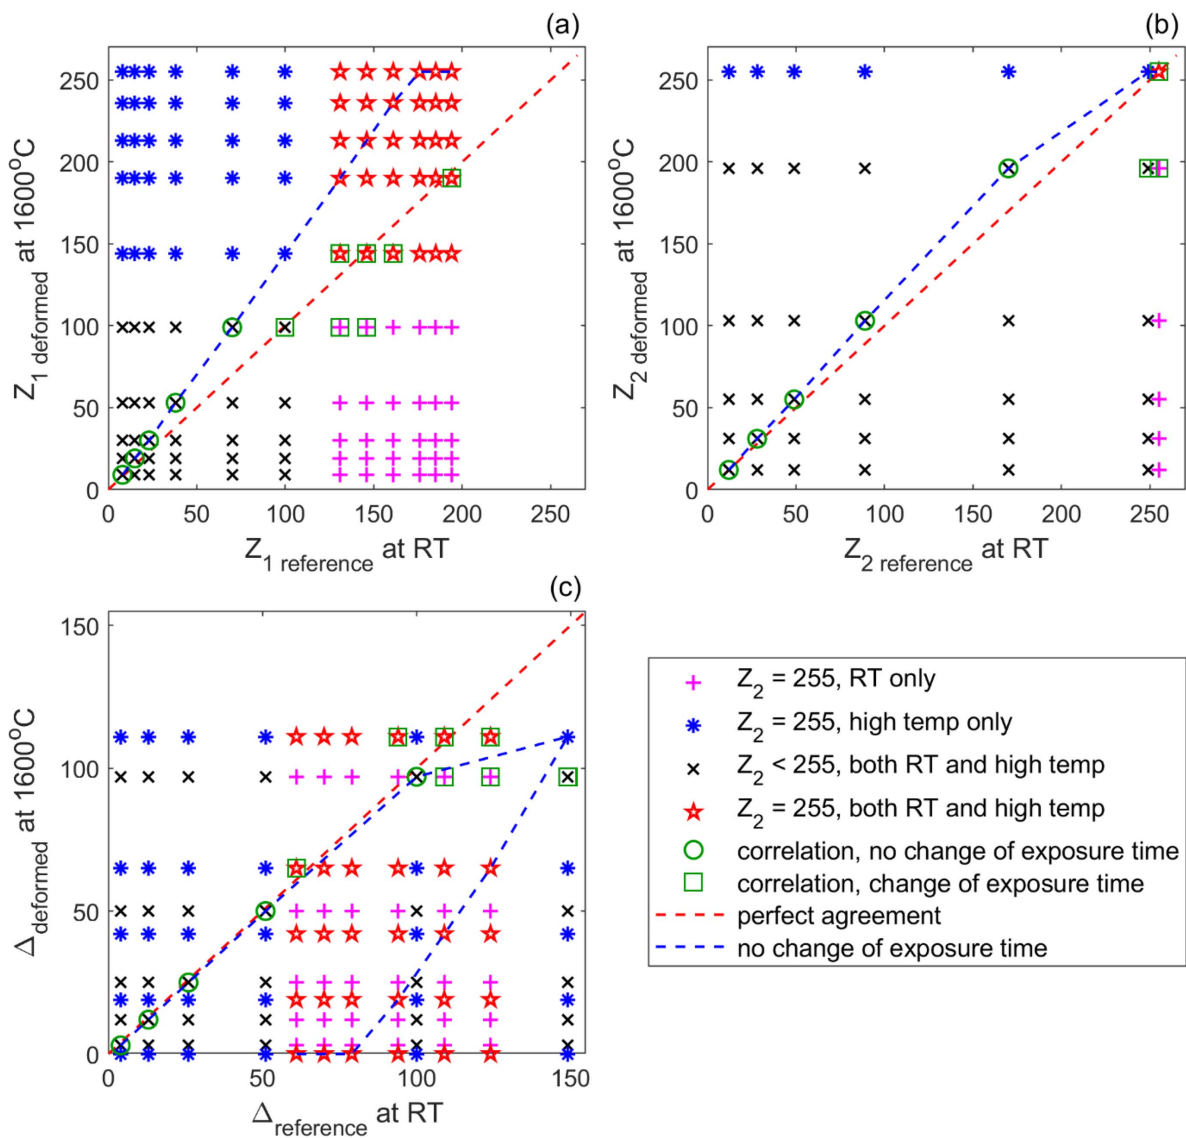 (a)
Z1 deformed at 1600oC
250
200
150
100
50
0
0 50 100 150 200 250
Z1 reference at RT
(b)
Z2 deformed at 1600oC
250
200
150
100
50
0
0 50 100 150 200 250
Z2 reference at RT
(c)
Δdeformed at 1600oC
150
100
50
0
0 50 100 150
Δreference at RT
Z2 = 255, RT only
Z2 = 255, high temp only
Z2 < 255, both RT and high temp
Z2 = 255, both RT and high temp
correlation, no change of exposure time
correlation, change of exposure time
perfect agreement
no change of exposure time